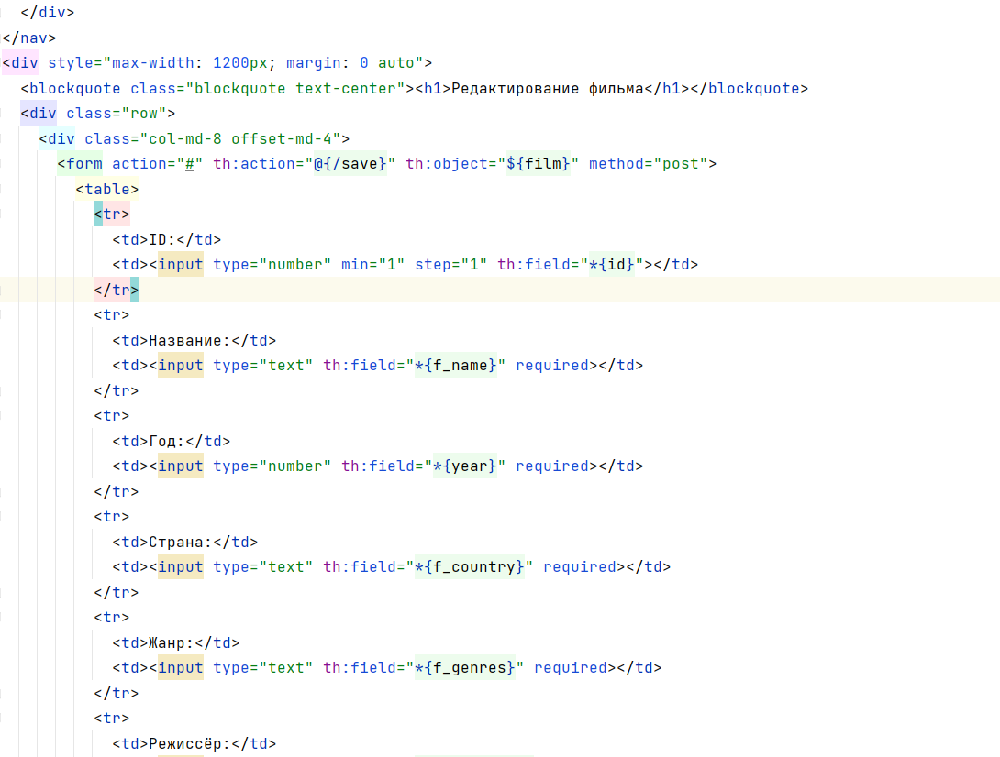 </div>
</nav>
<div style="max-width: 1200px; margin: 0 auto">
<blockquote class="blockquote text-center"><h1>Редактирование фильма</h1></blockquote>
<div class="row">
<div class="col-md-8 offset-md-4">
<form action="#" th:action="@{/save}" th:object="${film}" method="post">
<table>
<tr>
<td>ID:</td>
<td><input type="number" min="1" step="1" th:field="*{id}"></td>
</tr>
<tr>
<td>Название:</td>
<td><input type="text" th:field="*{f_name}" required></td>
</tr>
<tr>
<td>Год:</td>
<td><input type="number" th:field="*{year}" required></td>
</tr>
<tr>
<td>Страна:</td>
<td><input type="text" th:field="*{f_country}" required></td>
</tr>
<tr>
<td>Жанр:</td>
<td><input type="text" th:field="*{f_genres}" required></td>
</tr>
<tr>
<td>Режиссёр:</td>